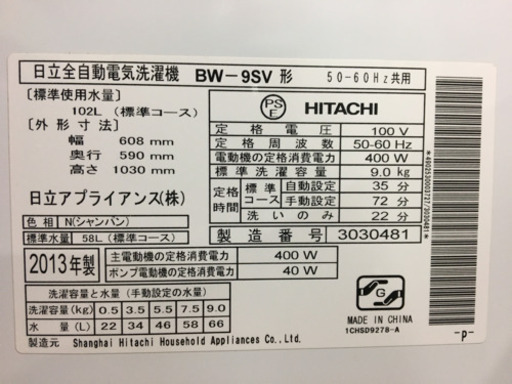 日立全自動電気洗濯機 BW-9SV形 50-60Hz共用
[標準使用水量]
102L (標準コース)
[外形寸法]
幅 608 mm
奥行 590 mm
高さ 1030 mm
日立アプライアンス(株)
色相 N(シャンパン)
標準水量 58L (標準コース)
PS
E
HITACHI
定格電圧 100 V
定格周波数 50-60 Hz
電動機の定格消費電力 400 W
標準洗濯容量 9.0 kg
定格時間 標準コース 自動設定 35 分
手動設定 72 分
洗いのみ 22 分
製造番号 3030481
2013年製
主電動機の定格消費電力 400 W
ポンプ電動機の定格消費電力 40 W
洗濯容量と水量 (手動設定の水量)
洗濯容量(kg) 0.5 3.5 5.5 7.5 9.0
水量(L) 22 34 46 58 66
製造元 Shanghai Hitachi Household Appliances Co., Ltd.
G
MADE IN CHINA
1CHSD9278-A
-P-
*4902530003727/3030481*